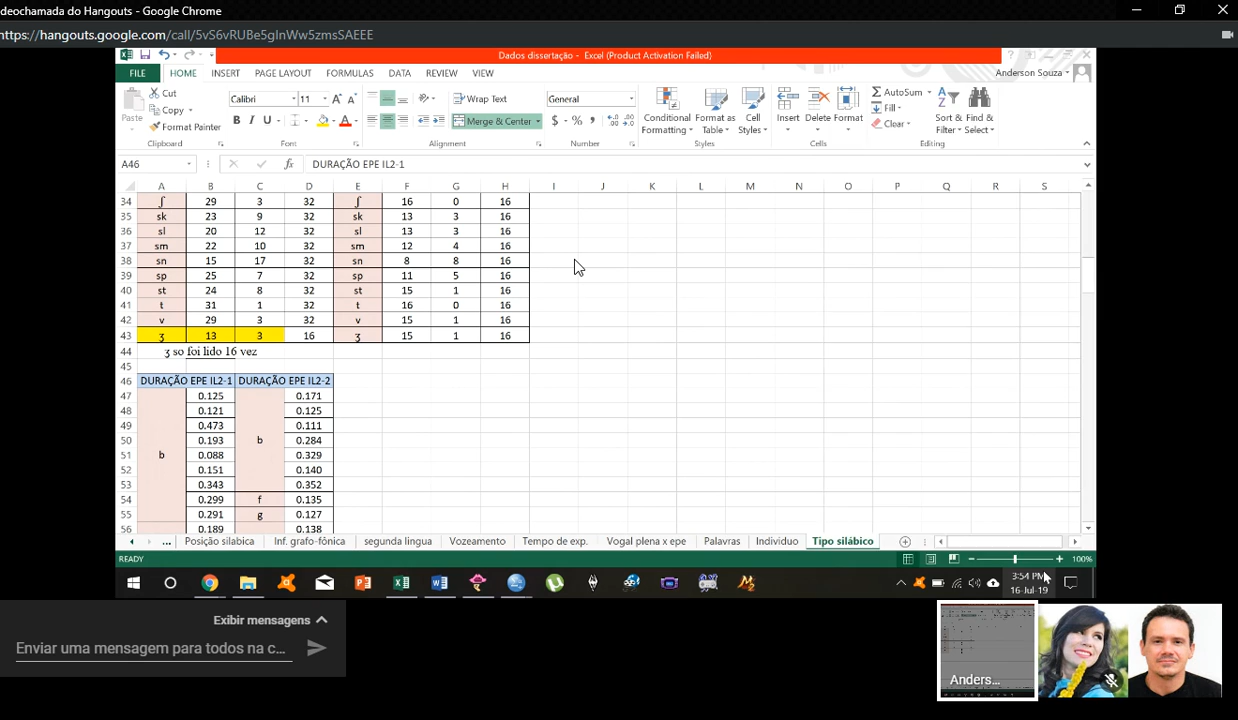 deochamada do Hangouts - Google Chrome
https://hangouts.google.com/call/5vS6vRUBe5glnWw5zmsSAEEE
Dados dissertação - Excel (Product Activation Failed)
FILE HOME INSERT PAGE LAYOUT FORMULAS DATA REVIEW VIEW Anderson Souza
Cut
Copy
Format Painter
Paste
Clipboard
Calibri 11
B I U
Font
Wrap Text
Merge & Center
Alignment
General
$ % ,
Number
Conditional Formatting
Format as Table
Cell Styles
Styles
Insert Delete Format
Cells
AutoSum
Fill
Clear
Sort & Filter
Find & Select
Editing
A46 fx DURAÇÃO EPE IL2-1
A B C D E F G H I J K L M N O P Q R S
34 ʃ 29 3 32 ʃ 16 0 16
35 sk 23 9 32 sk 13 3 16
36 sl 20 12 32 sl 13 3 16
37 sm 22 10 32 sm 12 4 16
38 sn 15 17 32 sn 8 8 16
39 sp 25 7 32 sp 11 5 16
40 st 24 8 32 st 15 1 16
41 t 31 1 32 t 16 0 16
42 v 29 3 32 v 15 1 16
43 ʒ 13 3 16 ʒ 15 1 16
44 ʒ so foi lido 16 vez
45
46 DURAÇÃO EPE IL2-1 DURAÇÃO EPE IL2-2
47 0.125 0.171
48 0.121 0.125
49 0.473 0.111
50 0.193 b 0.284
51 b 0.088 0.329
52 0.151 0.140
53 0.343 0.352
54 0.299 f 0.135
55 0.291 g 0.127
56 0.189 0.138
... Posição silabica Inf. grafo-fônica segunda lingua Vozeamento Tempo de exp. Vogal plena x epe Palavras Individuo Tipo silábico
READY 100%
3:54 PM
16-Jul-19
Exibir mensagens
Enviar uma mensagem para todos na c...
Anders...